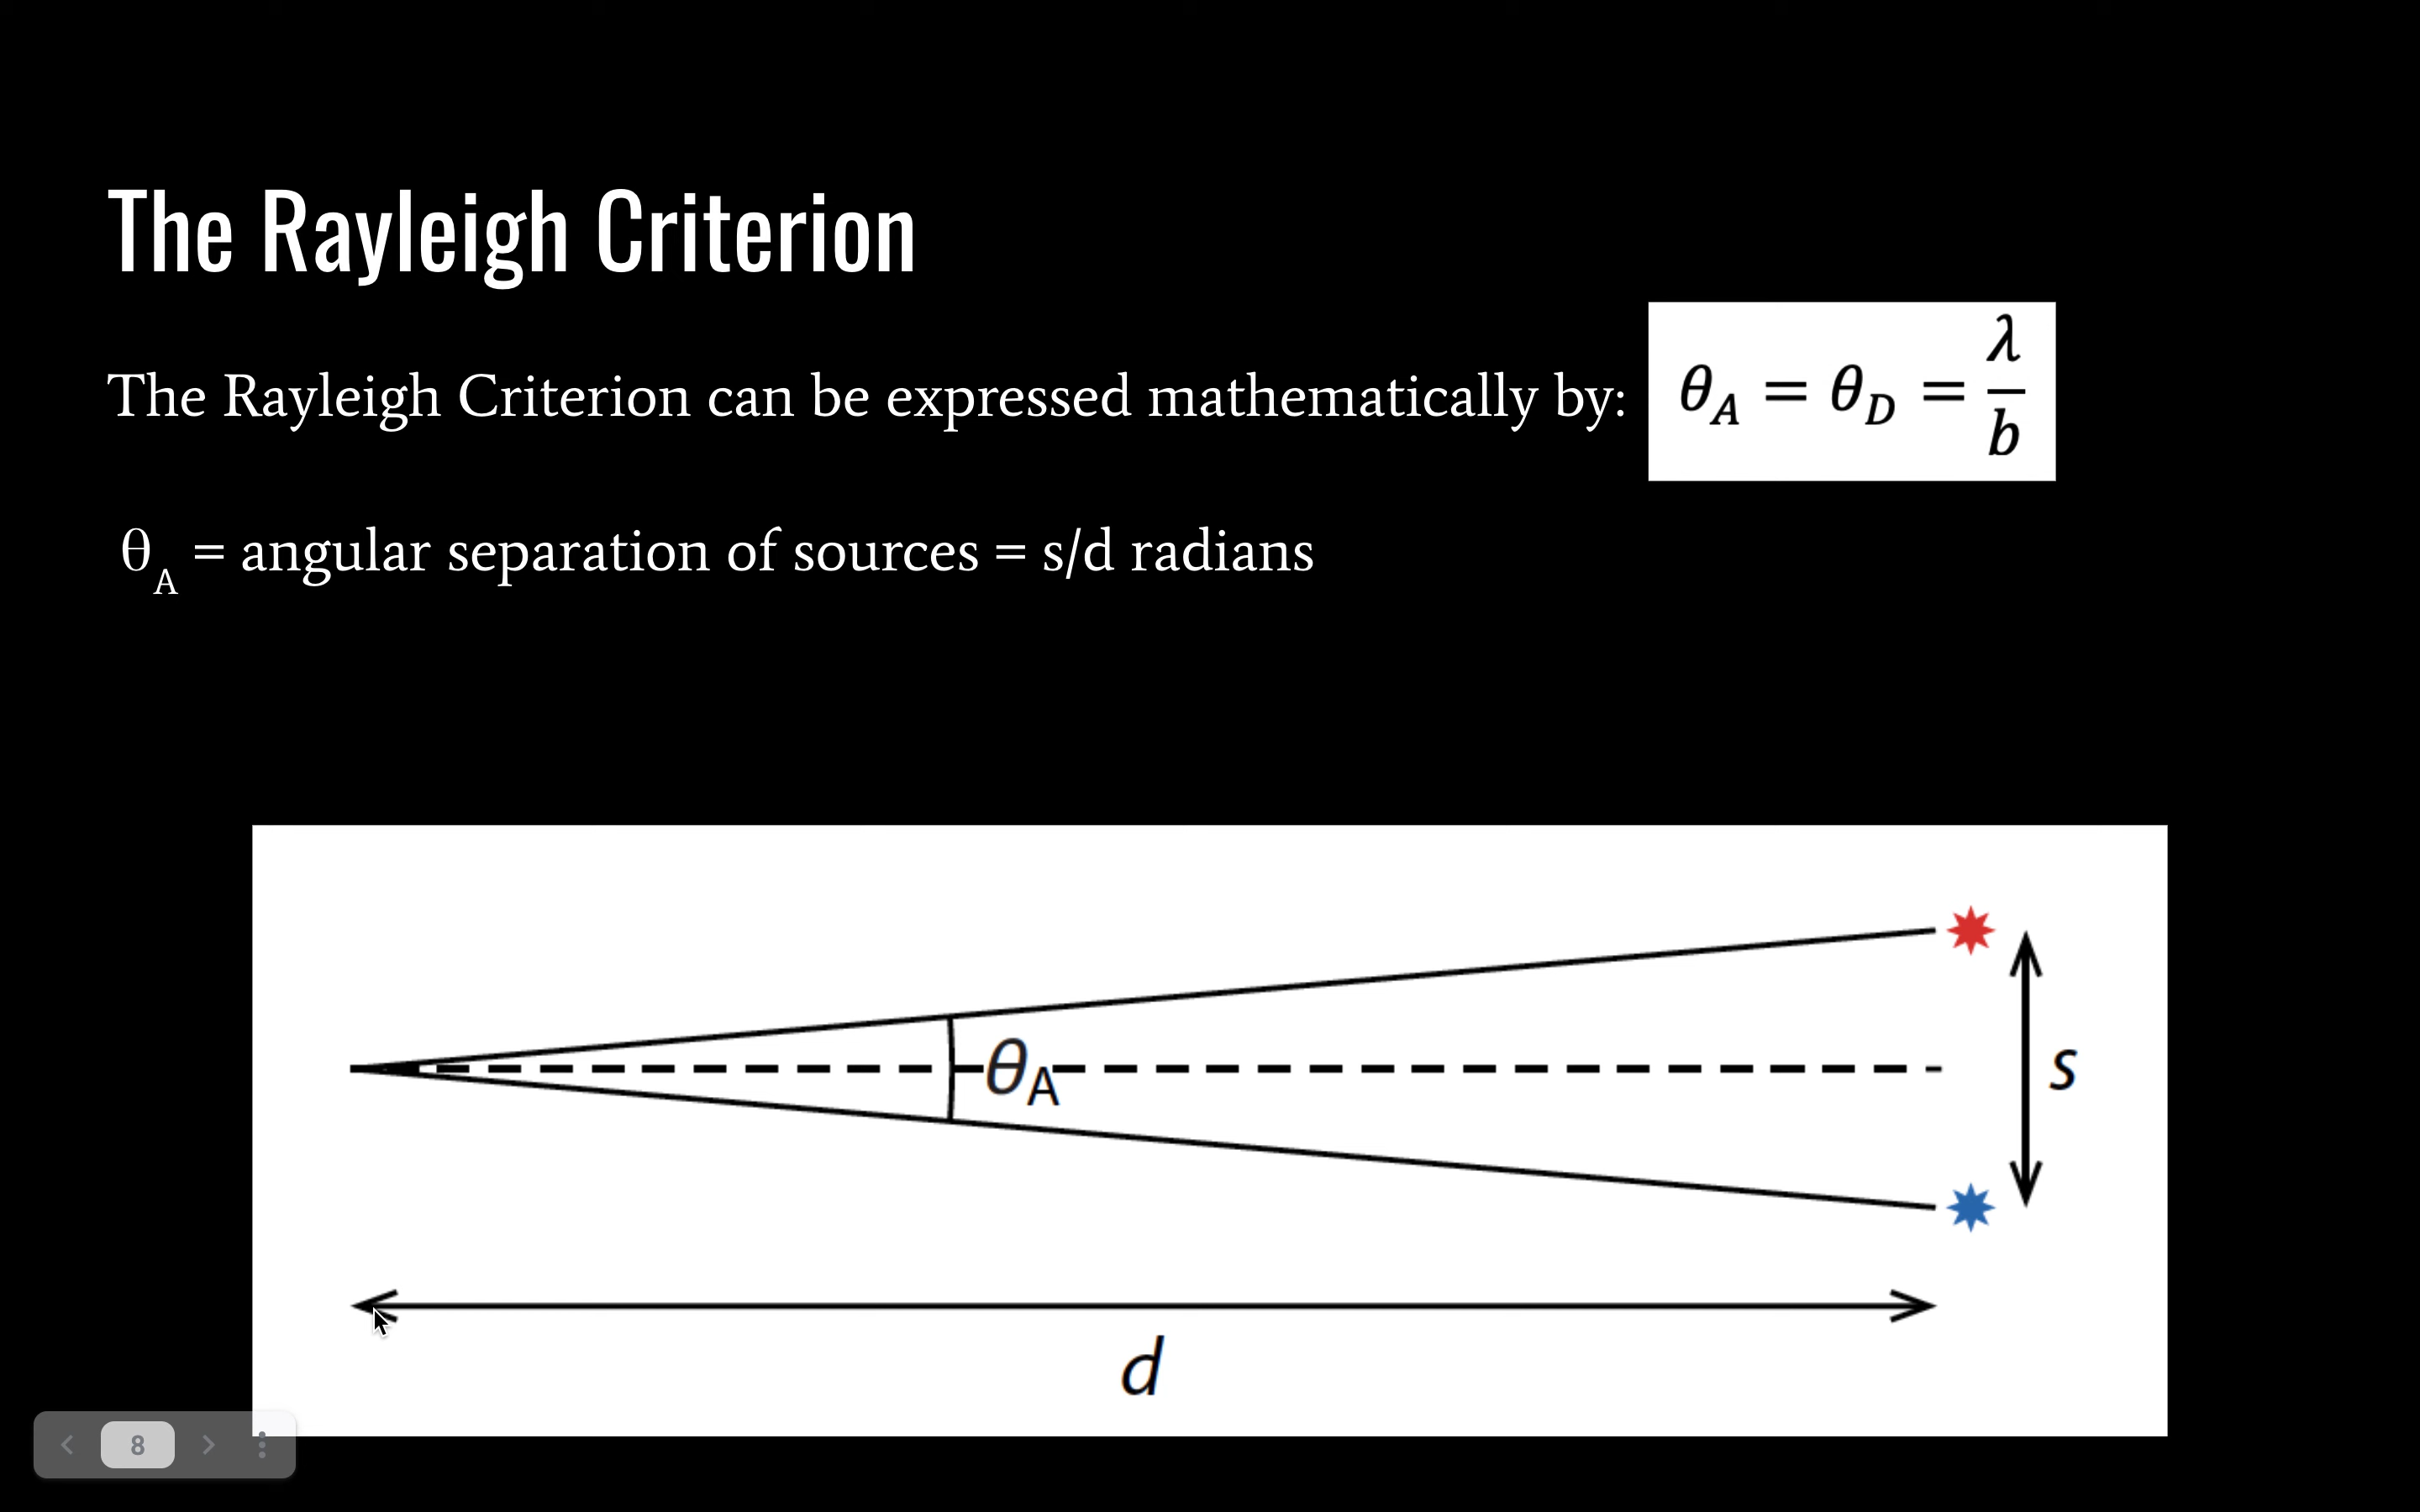 The Rayleigh Criterion
The Rayleigh Criterion can be expressed mathematically by: θ_A = θ_D = λ/b
θ_A = angular separation of sources = s/d radians
θ_A
s
d
8